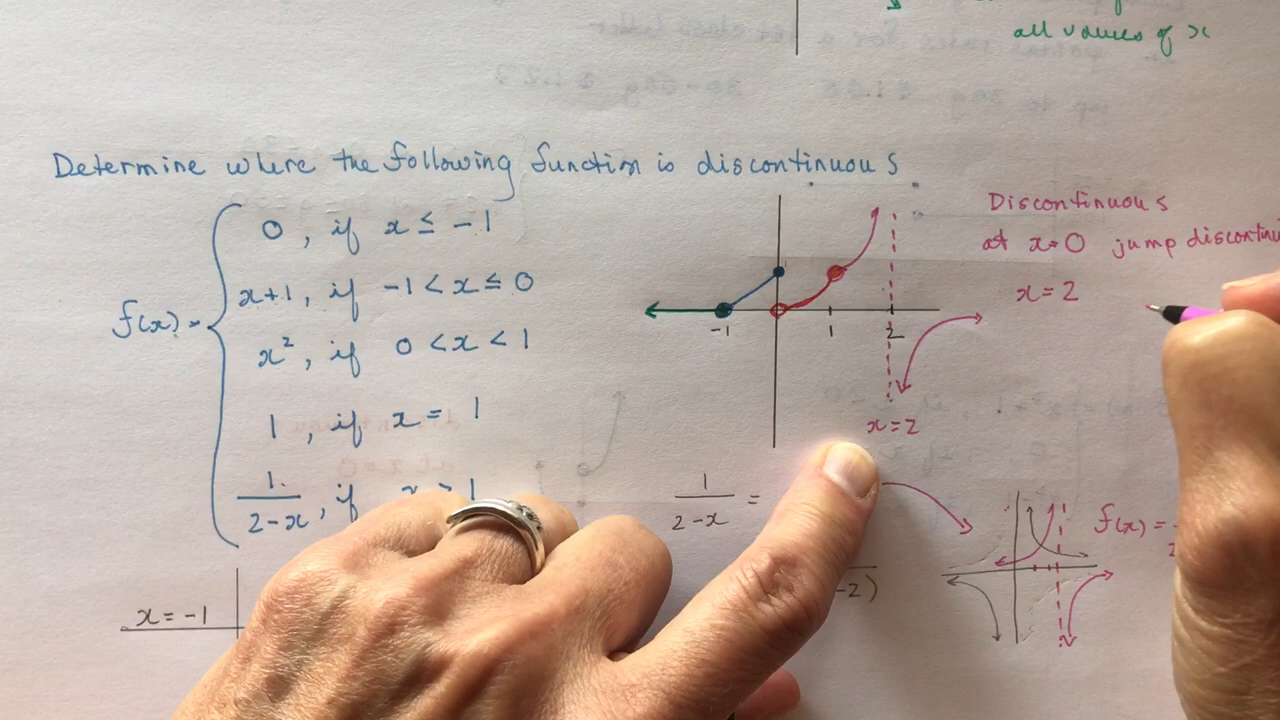 all values of x
Determine where the following function is discontinuous
f(x) =
0, if x ≤ -1
x+1, if -1 < x ≤ 0
x², if 0 < x < 1
1, if x = 1
1/(2-x), if x > 1
-1 1 2
x = 2
Discontinuous
at x=0 jump
x = 2
1/(2-x) =
-2)
f(x) =
x = -1